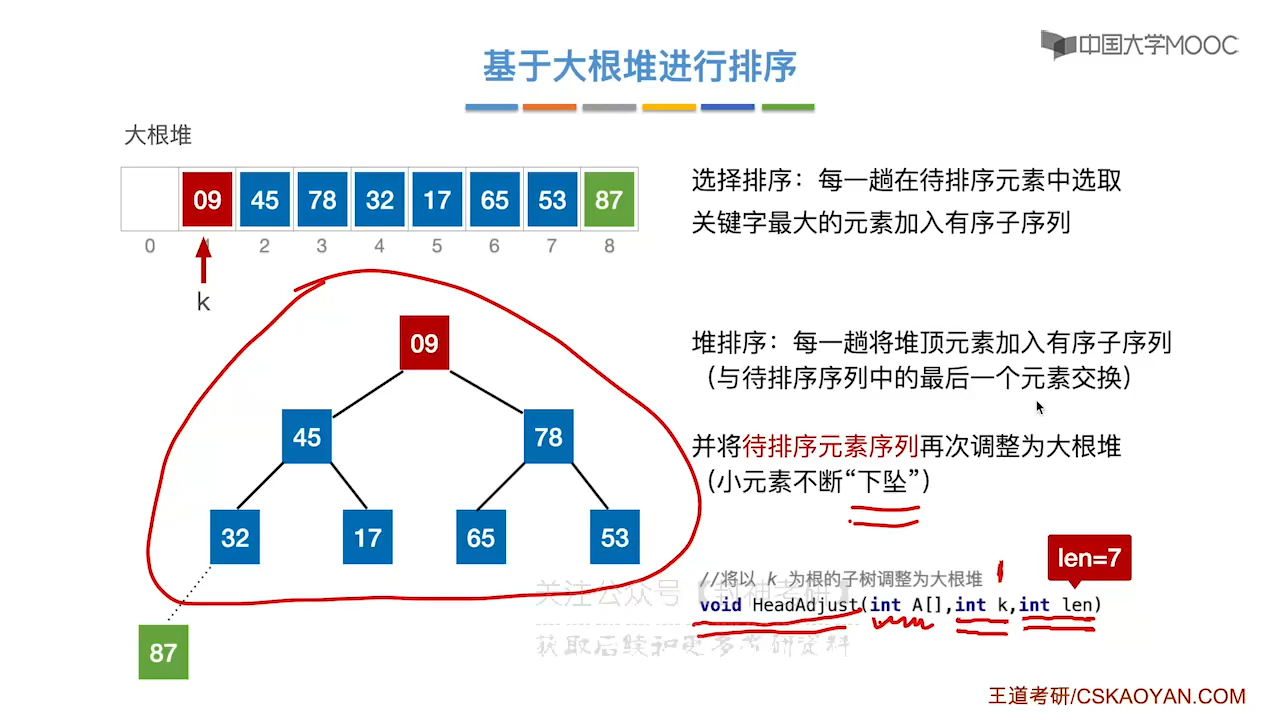 中国大学MOOC
基于大根堆进行排序
大根堆
09 45 78 32 17 65 53 87
0 1 2 3 4 5 6 7 8
k
选择排序：每一趟在待排序元素中选取
关键字最大的元素加入有序子序列
09
45 78
32 17 65 53
87
堆排序：每一趟将堆顶元素加入有序子序列
（与待排序序列中的最后一个元素交换）
并将待排序元素序列再次调整为大根堆
（小元素不断“下坠”）
len=7
//将以 k 为根的子树调整为大根堆
void HeadAdjust(int A[],int k,int len)
关注公众号【封神考研】
获取后续和更多考研资料
王道考研/CSKAOYAN.COM